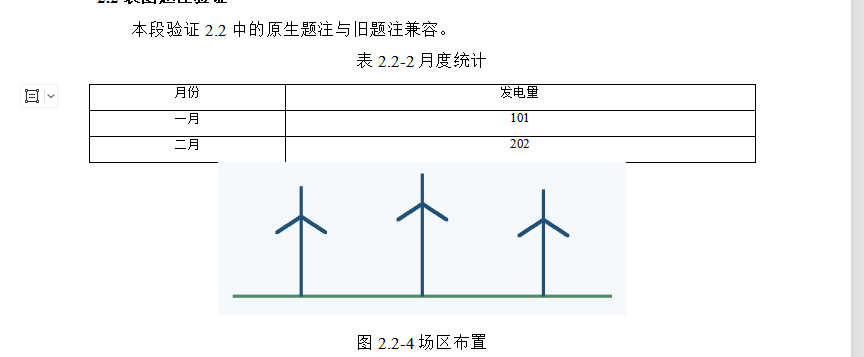 本段验证 2.2 中的原生题注与旧题注兼容。
表 2.2-2 月度统计
月份 发电量
一月 101
二月 202
图 2.2-4 场区布置